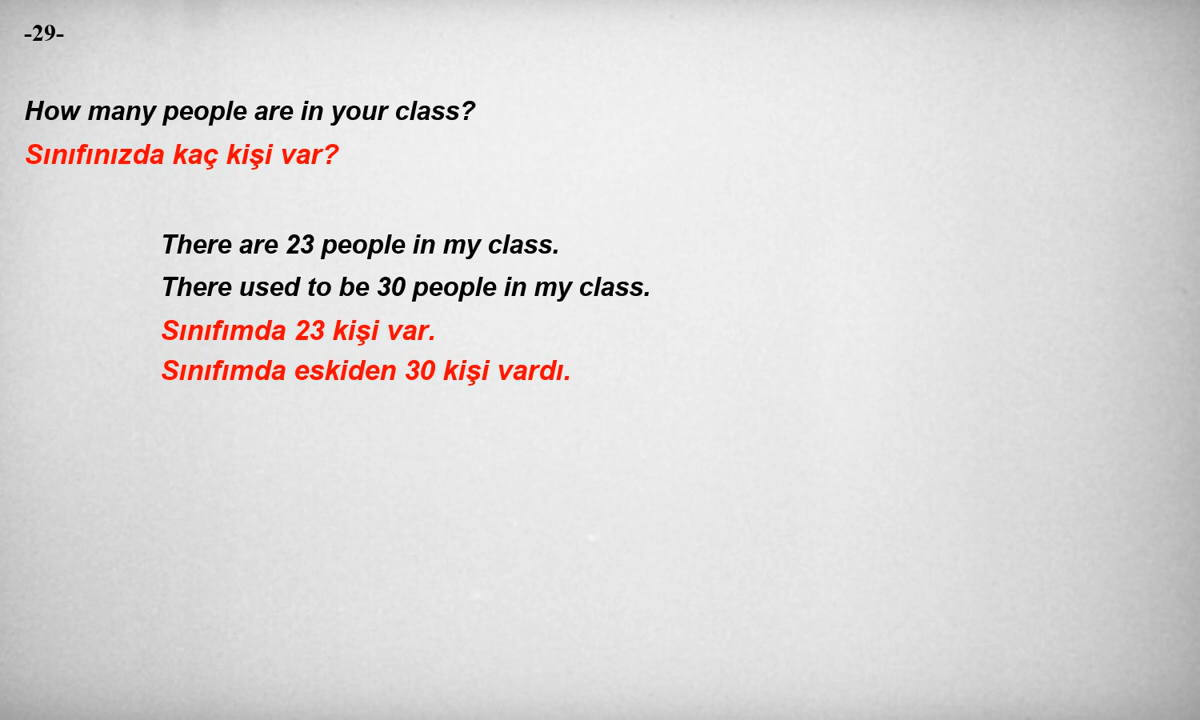 -29-
How many people are in your class?
Sınıfınızda kaç kişi var?
There are 23 people in my class.
There used to be 30 people in my class.
Sınıfımda 23 kişi var.
Sınıfımda eskiden 30 kişi vardı.